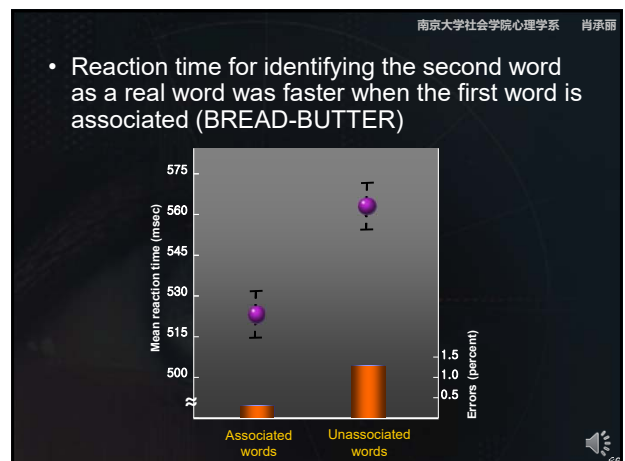 南京大学社会学院心理学系 肖承丽
• Reaction time for identifying the second word
as a real word was faster when the first word is
associated (BREAD-BUTTER)
Mean reaction time (msec)
575
560
545
530
515
500
≈
1.5
1.0
0.5
Errors (percent)
Associated
words
Unassociated
words